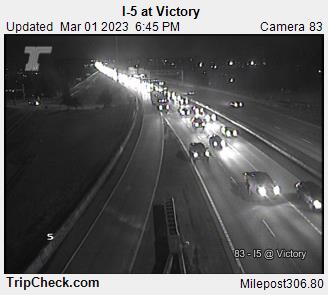 I-5 at Victory
Updated Mar 01 2023 6:45 PM Camera 83
S
83 - I5 @ Victory
TripCheck.com Milepost306.80